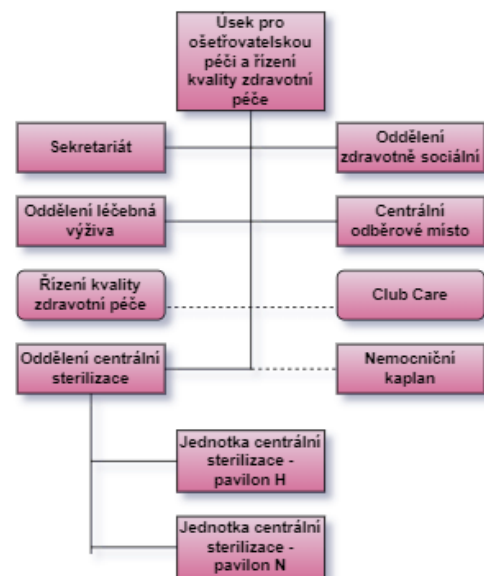 Úsek pro
ošetřovatelskou
péči a řízení
kvality zdravotní
péče
Sekretariát
Oddělení
zdravotně sociální
Oddělení léčebná
výživa
Centrální
odběrové místo
Řízení kvality
zdravotní péče
Club Care
Oddělení centrální
sterilizace
Nemocniční
kaplan
Jednotka centrální
sterilizace -
pavilon H
Jednotka centrální
sterilizace -
pavilon N